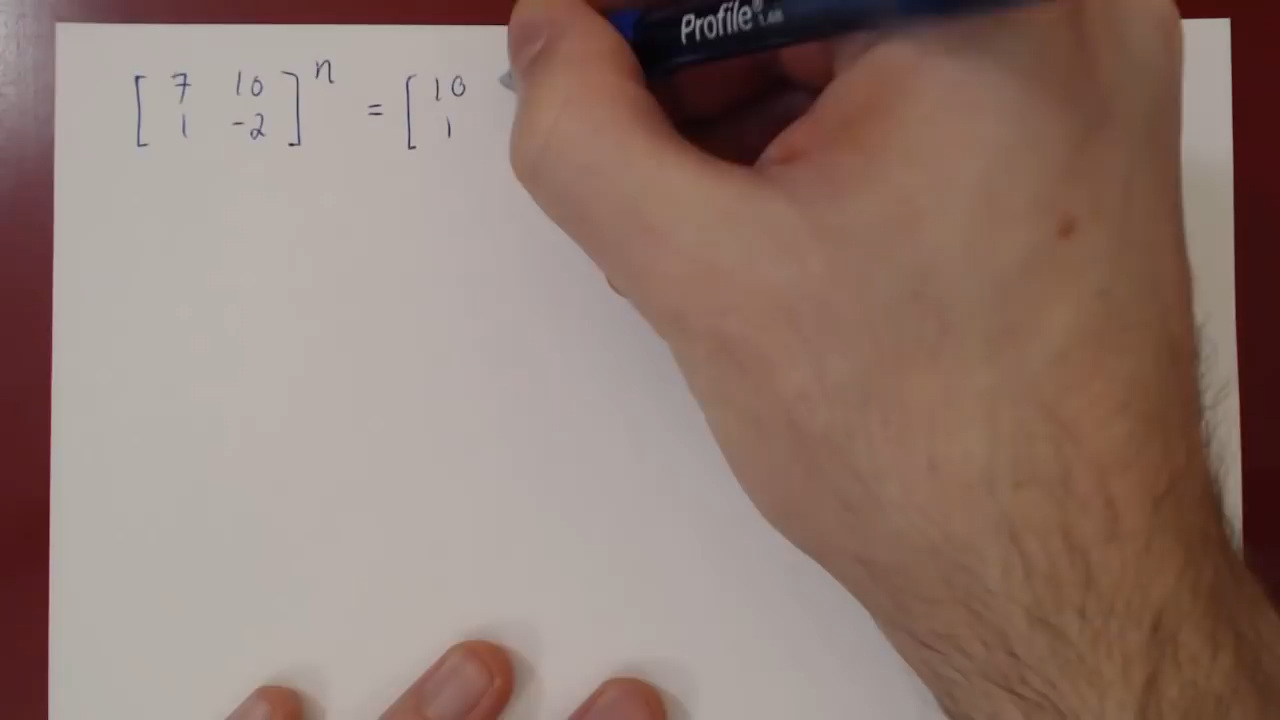 Profile®
[7 10]ⁿ = [10
[1 -2] [1